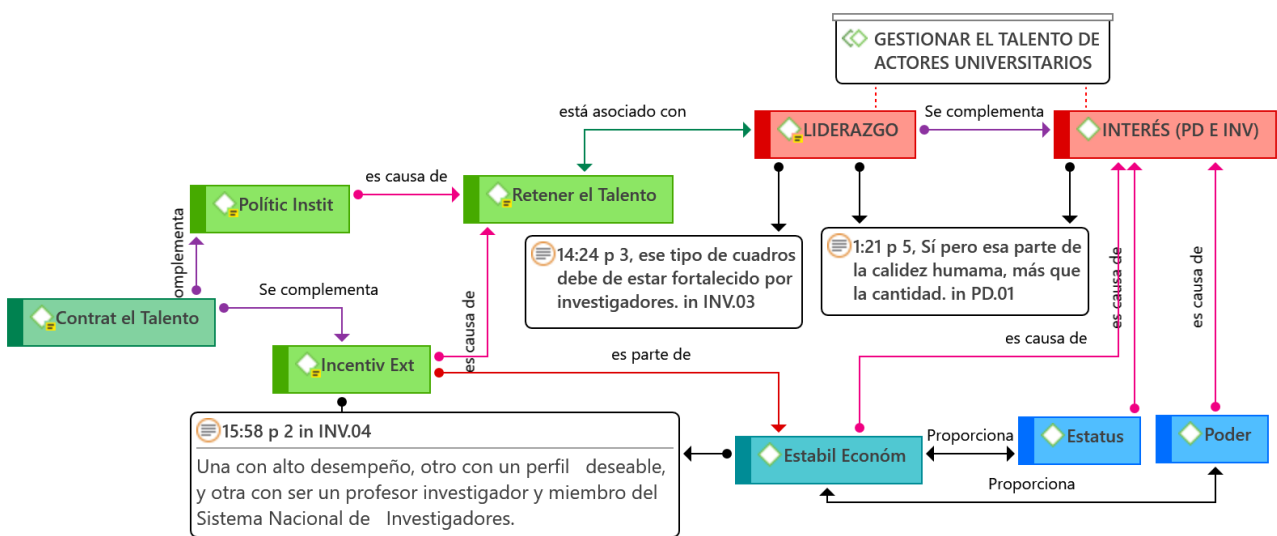 GESTIONAR EL TALENTO DE
ACTORES UNIVERSITARIOS
está asociado con
LIDERAZGO
Se complementa
INTERÉS (PD E INV)
es causa de
Retener el Talento
Polític Instit
omplementa
14:24 p 3, ese tipo de cuadros
debe de estar fortalecido por
investigadores. in INV.03
1:21 p 5, Sí pero esa parte de
la calidez humama, más que
la cantidad. in PD.01
es causa de
es causa de
Se complementa
Contrat el Talento
es causa de
es causa de
Incentiv Ext
es parte de
15:58 p 2 in INV.04
Una con alto desempeño, otro con un perfil deseable,
y otra con ser un profesor investigador y miembro del
Sistema Nacional de Investigadores.
Estabil Económ
Proporciona
Estatus
Poder
Proporciona